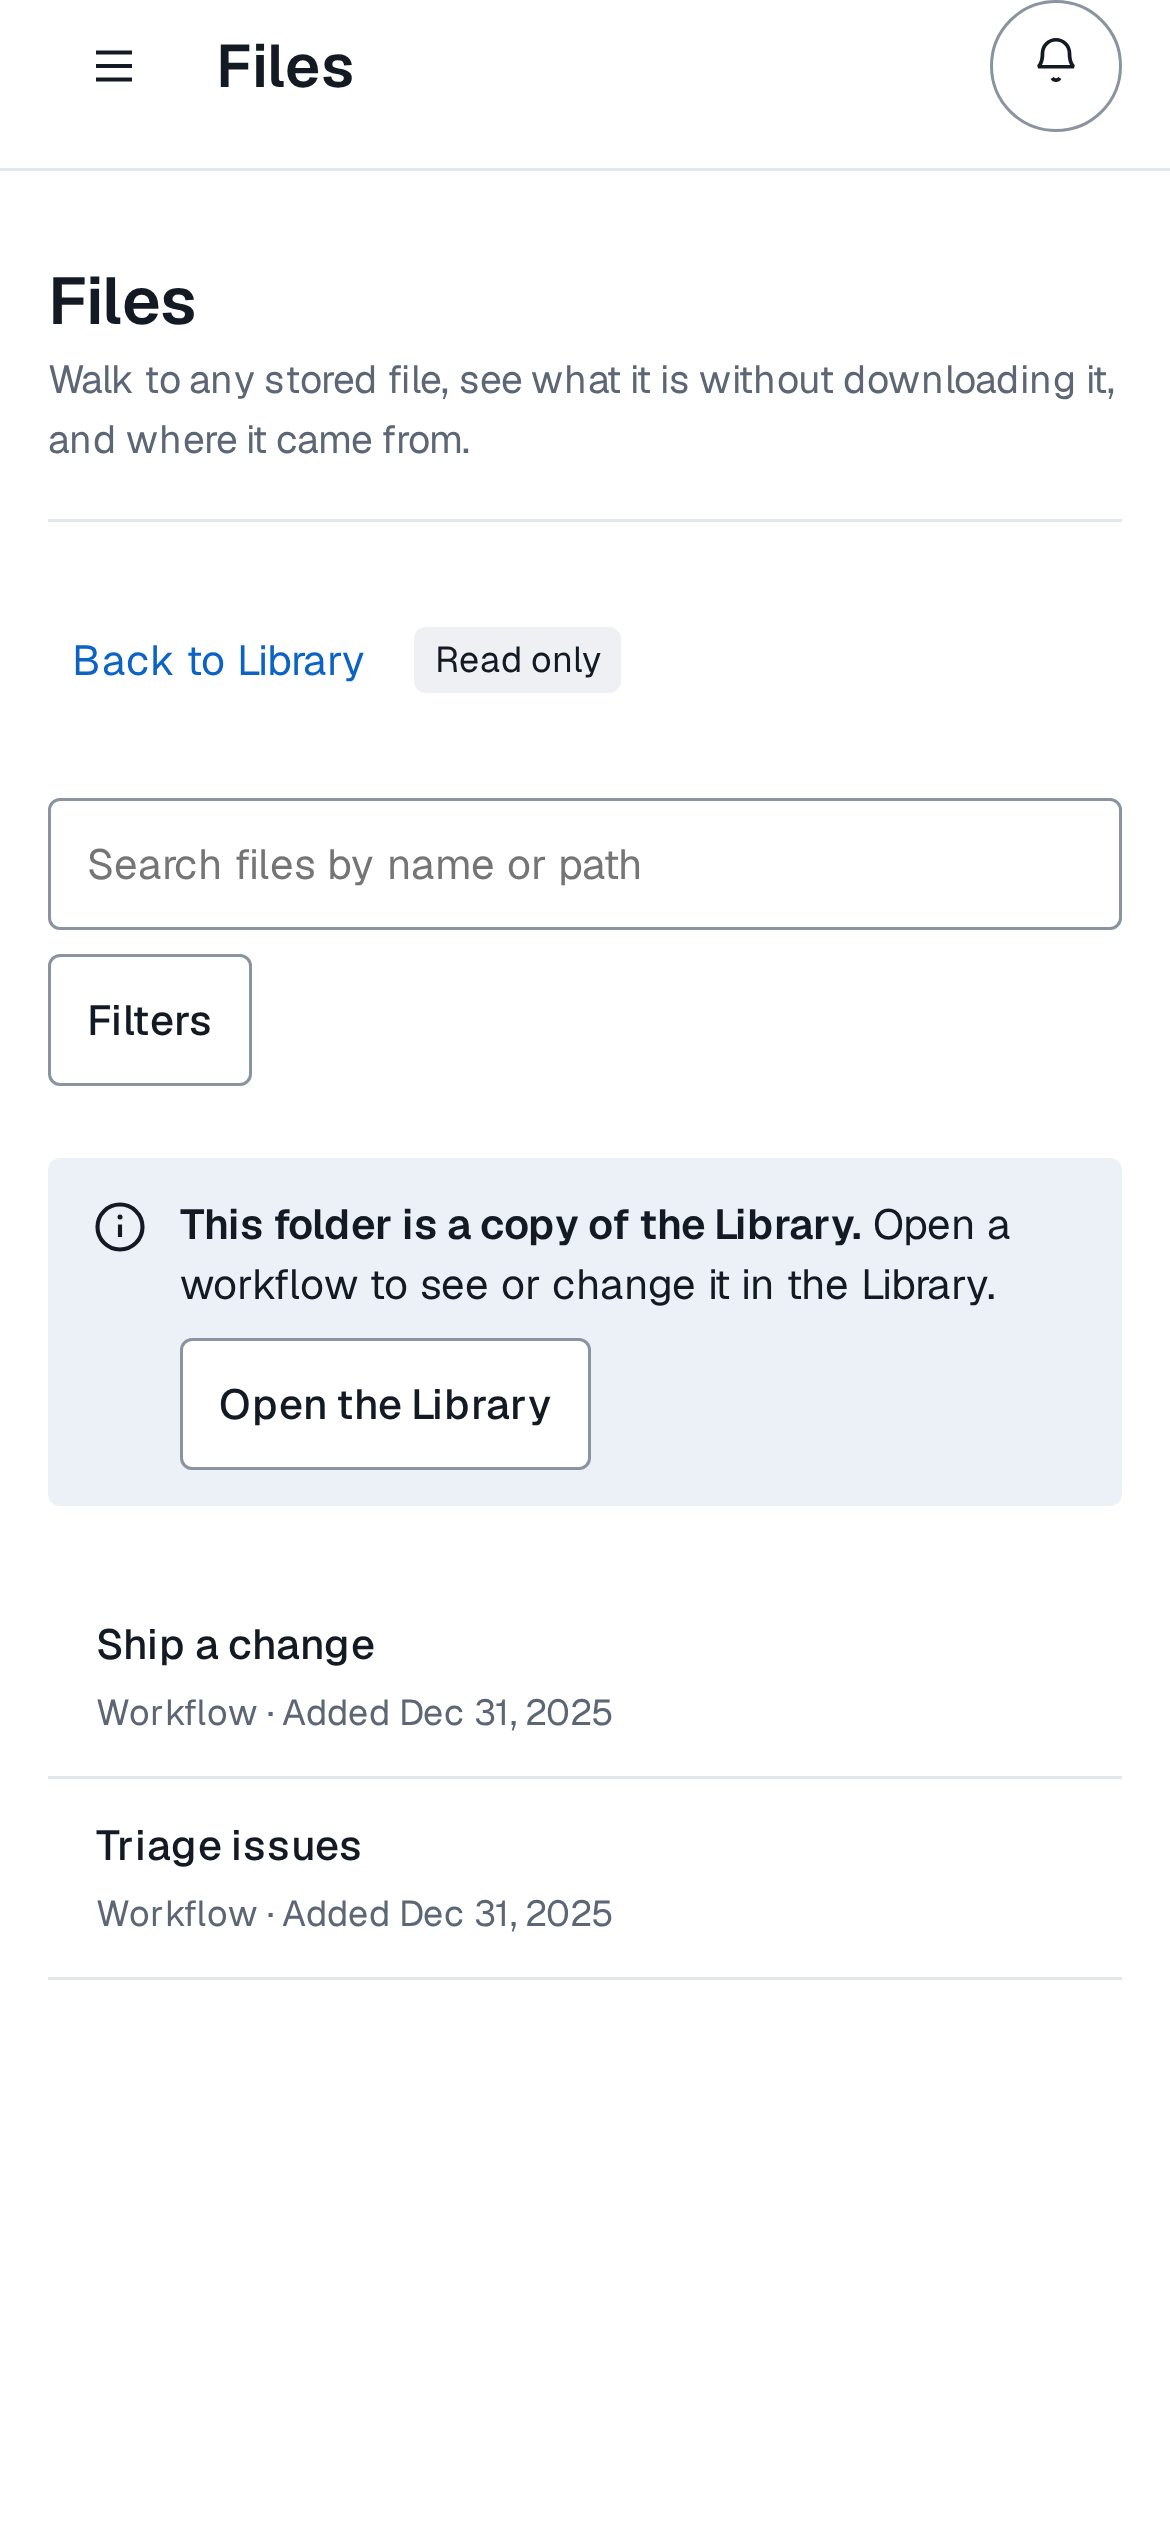 Files
Files
Walk to any stored file, see what it is without downloading it,
and where it came from.
Back to Library
Read only
Search files by name or path
Filters
This folder is a copy of the Library. Open a
workflow to see or change it in the Library.
Open the Library
Ship a change
Workflow · Added Dec 31, 2025
Triage issues
Workflow · Added Dec 31, 2025